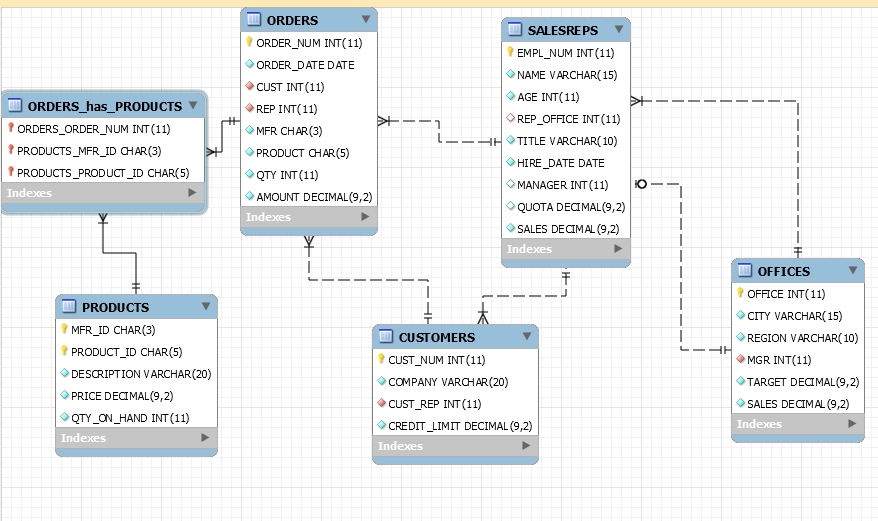 ORDERS
ORDER_NUM INT(11)
ORDER_DATE DATE
CUST INT(11)
REP INT(11)
MFR CHAR(3)
PRODUCT CHAR(5)
QTY INT(11)
AMOUNT DECIMAL(9,2)
Indexes
SALESREPS
EMPL_NUM INT(11)
NAME VARCHAR(15)
AGE INT(11)
REP_OFFICE INT(11)
TITLE VARCHAR(10)
HIRE_DATE DATE
MANAGER INT(11)
QUOTA DECIMAL(9,2)
SALES DECIMAL(9,2)
Indexes
ORDERS_has_PRODUCTS
ORDERS_ORDER_NUM INT(11)
PRODUCTS_MFR_ID CHAR(3)
PRODUCTS_PRODUCT_ID CHAR(5)
Indexes
OFFICES
OFFICE INT(11)
CITY VARCHAR(15)
REGION VARCHAR(10)
MGR INT(11)
TARGET DECIMAL(9,2)
SALES DECIMAL(9,2)
Indexes
PRODUCTS
MFR_ID CHAR(3)
PRODUCT_ID CHAR(5)
DESCRIPTION VARCHAR(20)
PRICE DECIMAL(9,2)
QTY_ON_HAND INT(11)
Indexes
CUSTOMERS
CUST_NUM INT(11)
COMPANY VARCHAR(20)
CUST_REP INT(11)
CREDIT_LIMIT DECIMAL(9,2)
Indexes